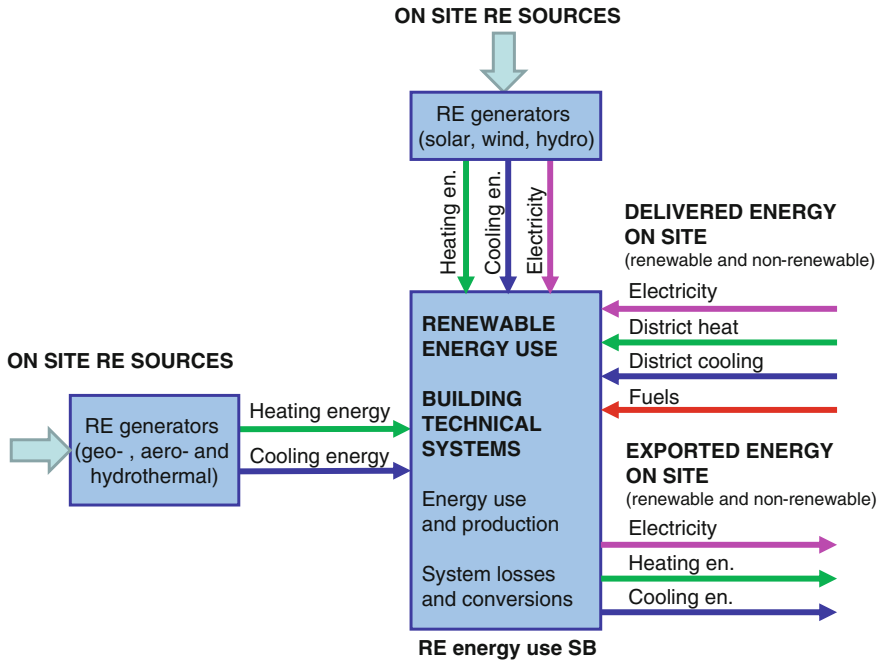 ON SITE RE SOURCES
RE generators
(solar, wind, hydro)
Heating en.
Cooling en.
Electricity
DELIVERED ENERGY
ON SITE
(renewable and non-renewable)
Electricity
District heat
District cooling
Fuels
ON SITE RE SOURCES
RE generators
(geo- , aero- and
hydrothermal)
Heating energy
Cooling energy
RENEWABLE
ENERGY USE
BUILDING
TECHNICAL
SYSTEMS
Energy use
and production
System losses
and conversions
EXPORTED ENERGY
ON SITE
(renewable and non-renewable)
Electricity
Heating en.
Cooling en.
RE energy use SB